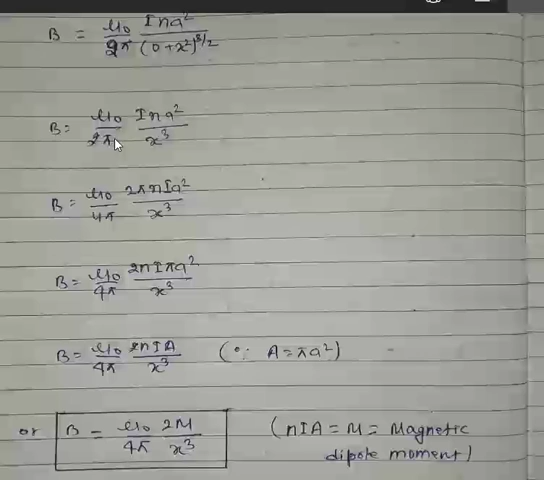 B = μ₀/2π Ina²/(0+x²)^3/2
B = μ₀/2π Ina²/x³
B = μ₀/4π 2πnIa²/x³
B = μ₀/4π 2nIπa²/x³
B = μ₀/4π 2nIA/x³ (∵ A = πa²)
or B = μ₀/4π 2M/x³ (nIA = M = Magnetic
dipole moment)